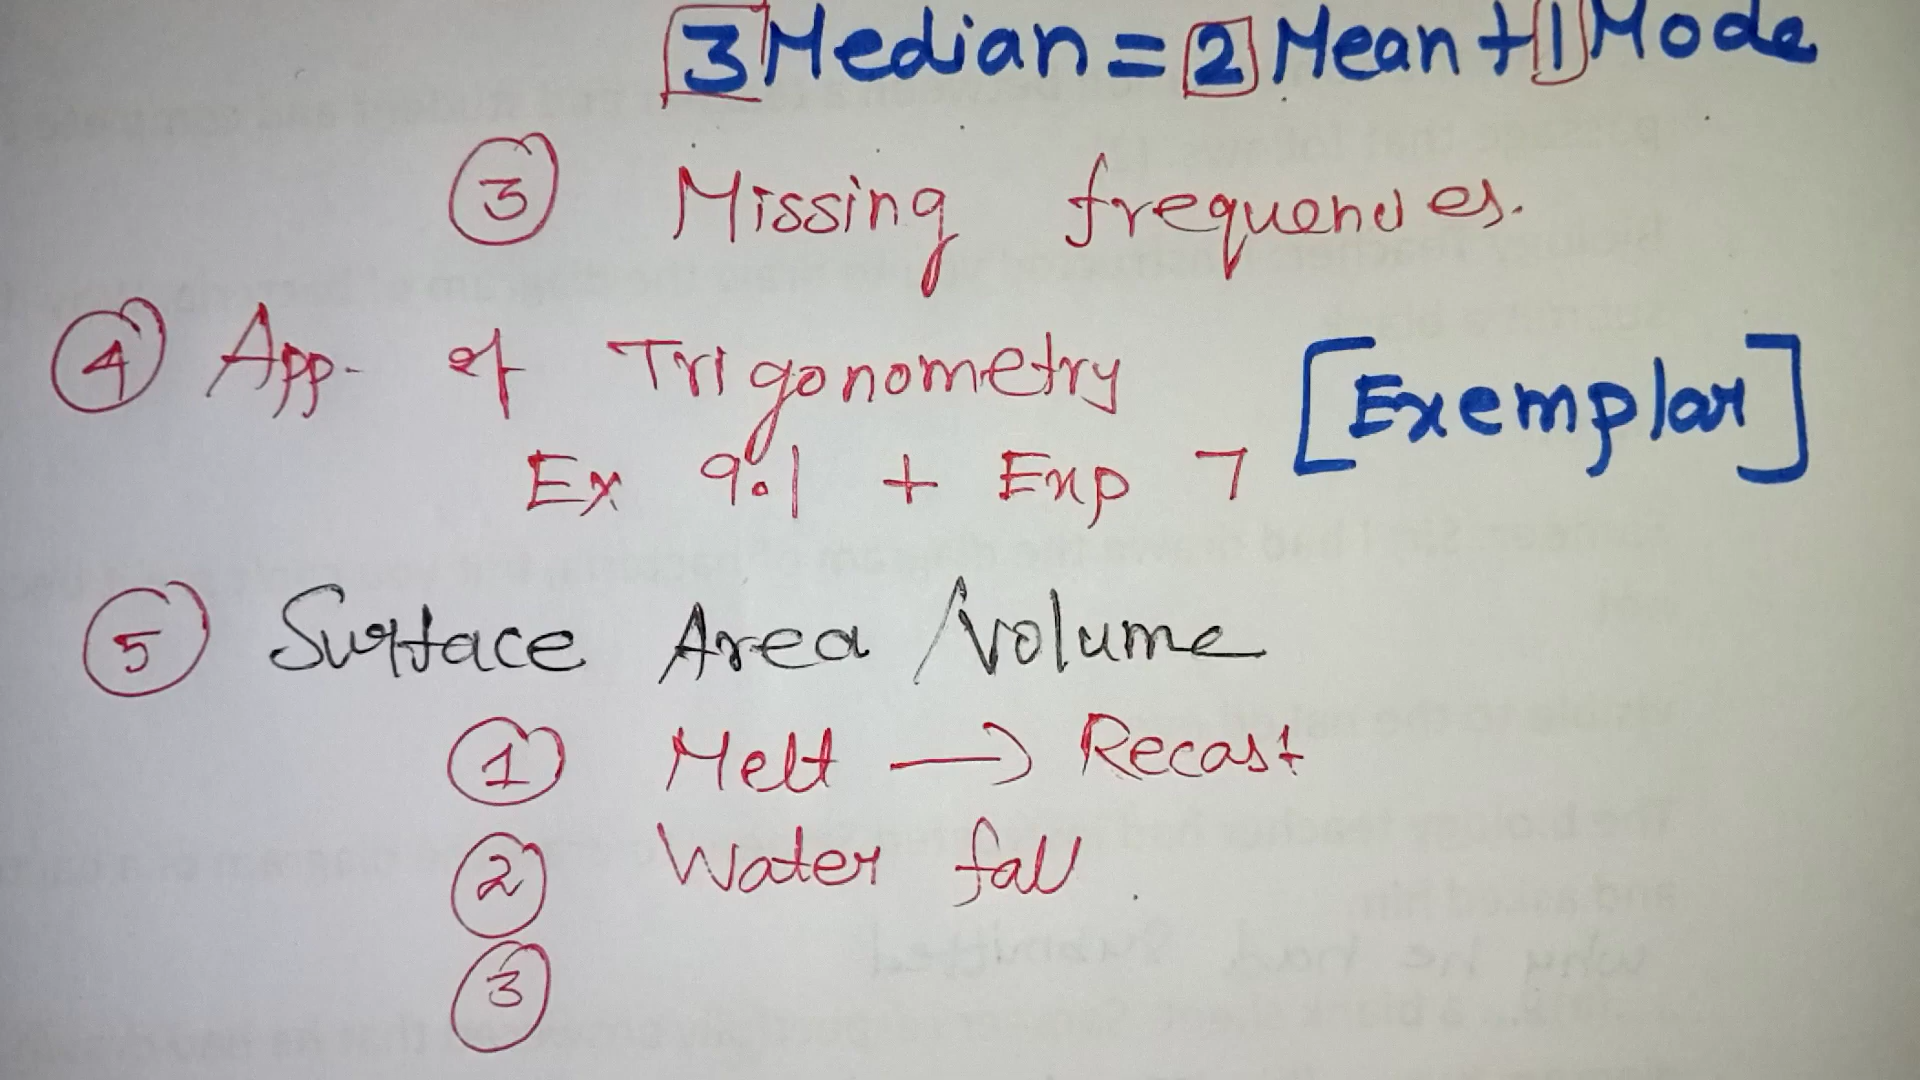 3 Median = 2 Mean + 1 Mode
3 Missing frequencies.
4 App. of Trigonometry [Exemplar]
Ex 9.1 + Exp 7
5 Surface Area / Volume
1 Melt → Recast
2 Water fall
3